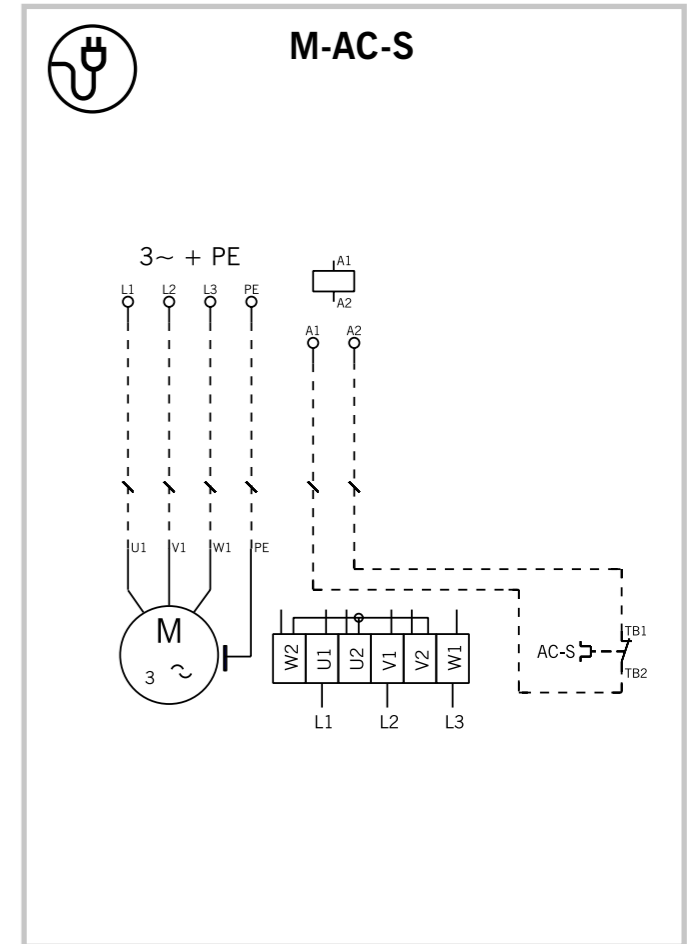 M-AC-S
3~ + PE
A1
A2
L1 L2 L3 PE
A1 A2
U1 V1 W1 PE
M
3 ~
W2 U1 U2 V1 V2 W1
L1 L2 L3
AC-S
TB1
TB2